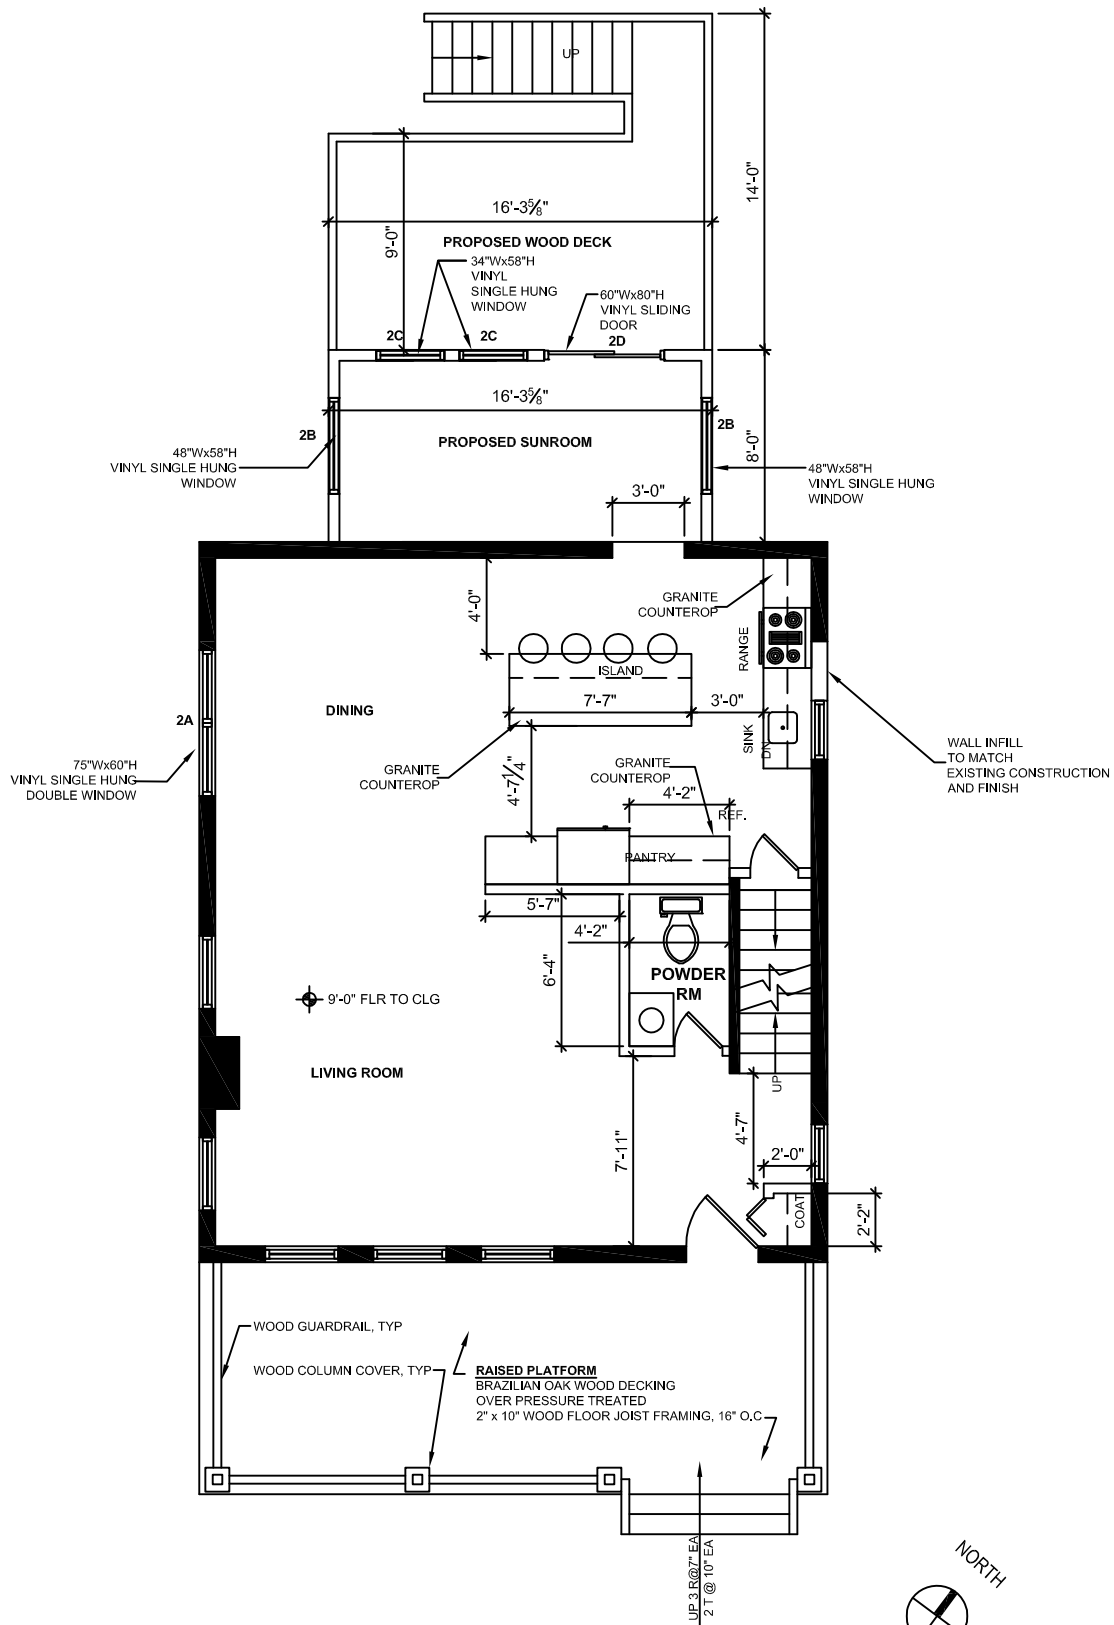 UP
14'-0"
16'-3⅝"
9'-0"
PROPOSED WOOD DECK
34"Wx58"H
VINYL
SINGLE HUNG
WINDOW
60"Wx80"H
VINYL SLIDING
DOOR
2C
2C
2D
16'-3⅝"
2B
2B
PROPOSED SUNROOM
8'-0"
48"Wx58"H
VINYL SINGLE HUNG
WINDOW
48"Wx58"H
VINYL SINGLE HUNG
WINDOW
3'-0"
4'-0"
GRANITE
COUNTEROP
RANGE
ISLAND
7'-7"
3'-0"
DINING
2A
SINK
DN
75"Wx60"H
VINYL SINGLE HUNG
DOUBLE WINDOW
GRANITE
COUNTEROP
4'-7¼"
GRANITE
COUNTEROP
4'-2"
WALL INFILL
TO MATCH
EXISTING CONSTRUCTION
AND FINISH
REF.
PANTRY
5'-7"
4'-2"
6'-4"
POWDER
RM
9'-0" FLR TO CLG
LIVING ROOM
UP
4'-7"
7'-11"
2'-0"
COAT
2'-2"
WOOD GUARDRAIL, TYP
WOOD COLUMN COVER, TYP
RAISED PLATFORM
BRAZILIAN OAK WOOD DECKING
OVER PRESSURE TREATED
2" x 10" WOOD FLOOR JOIST FRAMING, 16" O.C
UP 3 R@7" EA
2 T @ 10" EA
NORTH